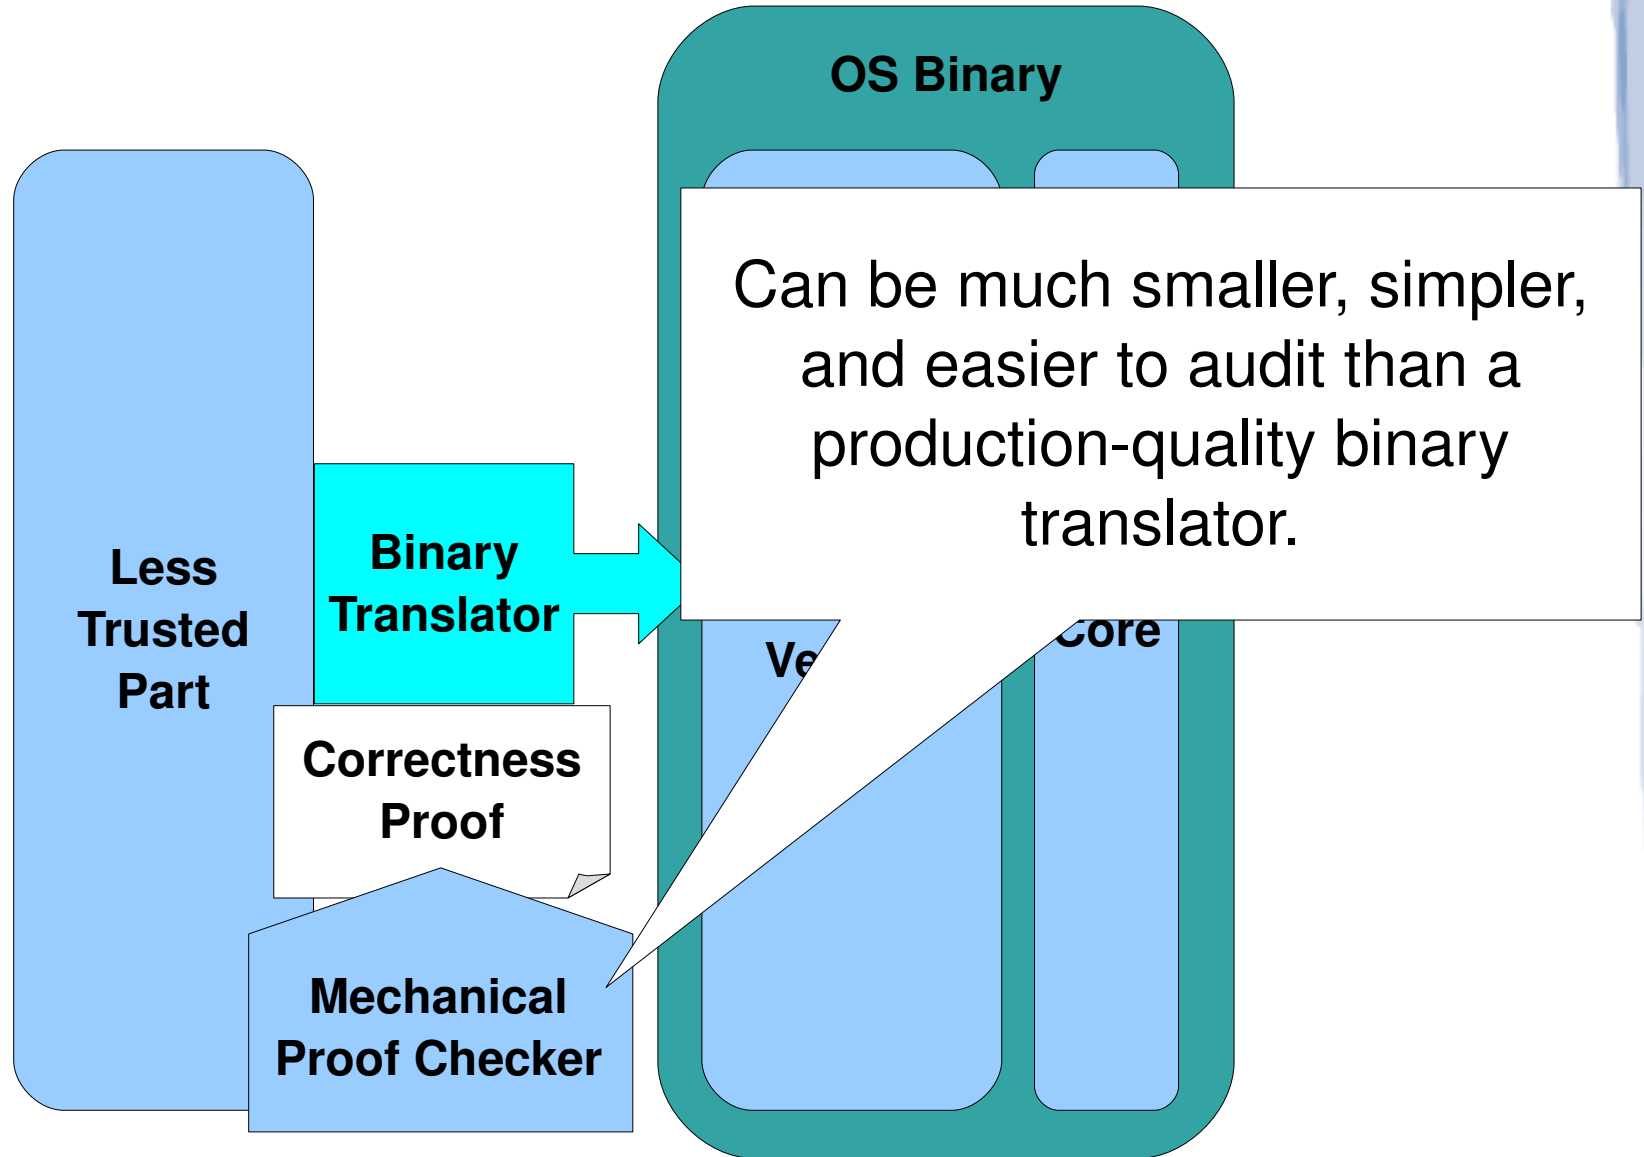 OS Binary
Can be much smaller, simpler,
and easier to audit than a
production-quality binary
translator.
Less
Trusted
Part
Binary
Translator
Core
Correctness
Proof
Mechanical
Proof Checker